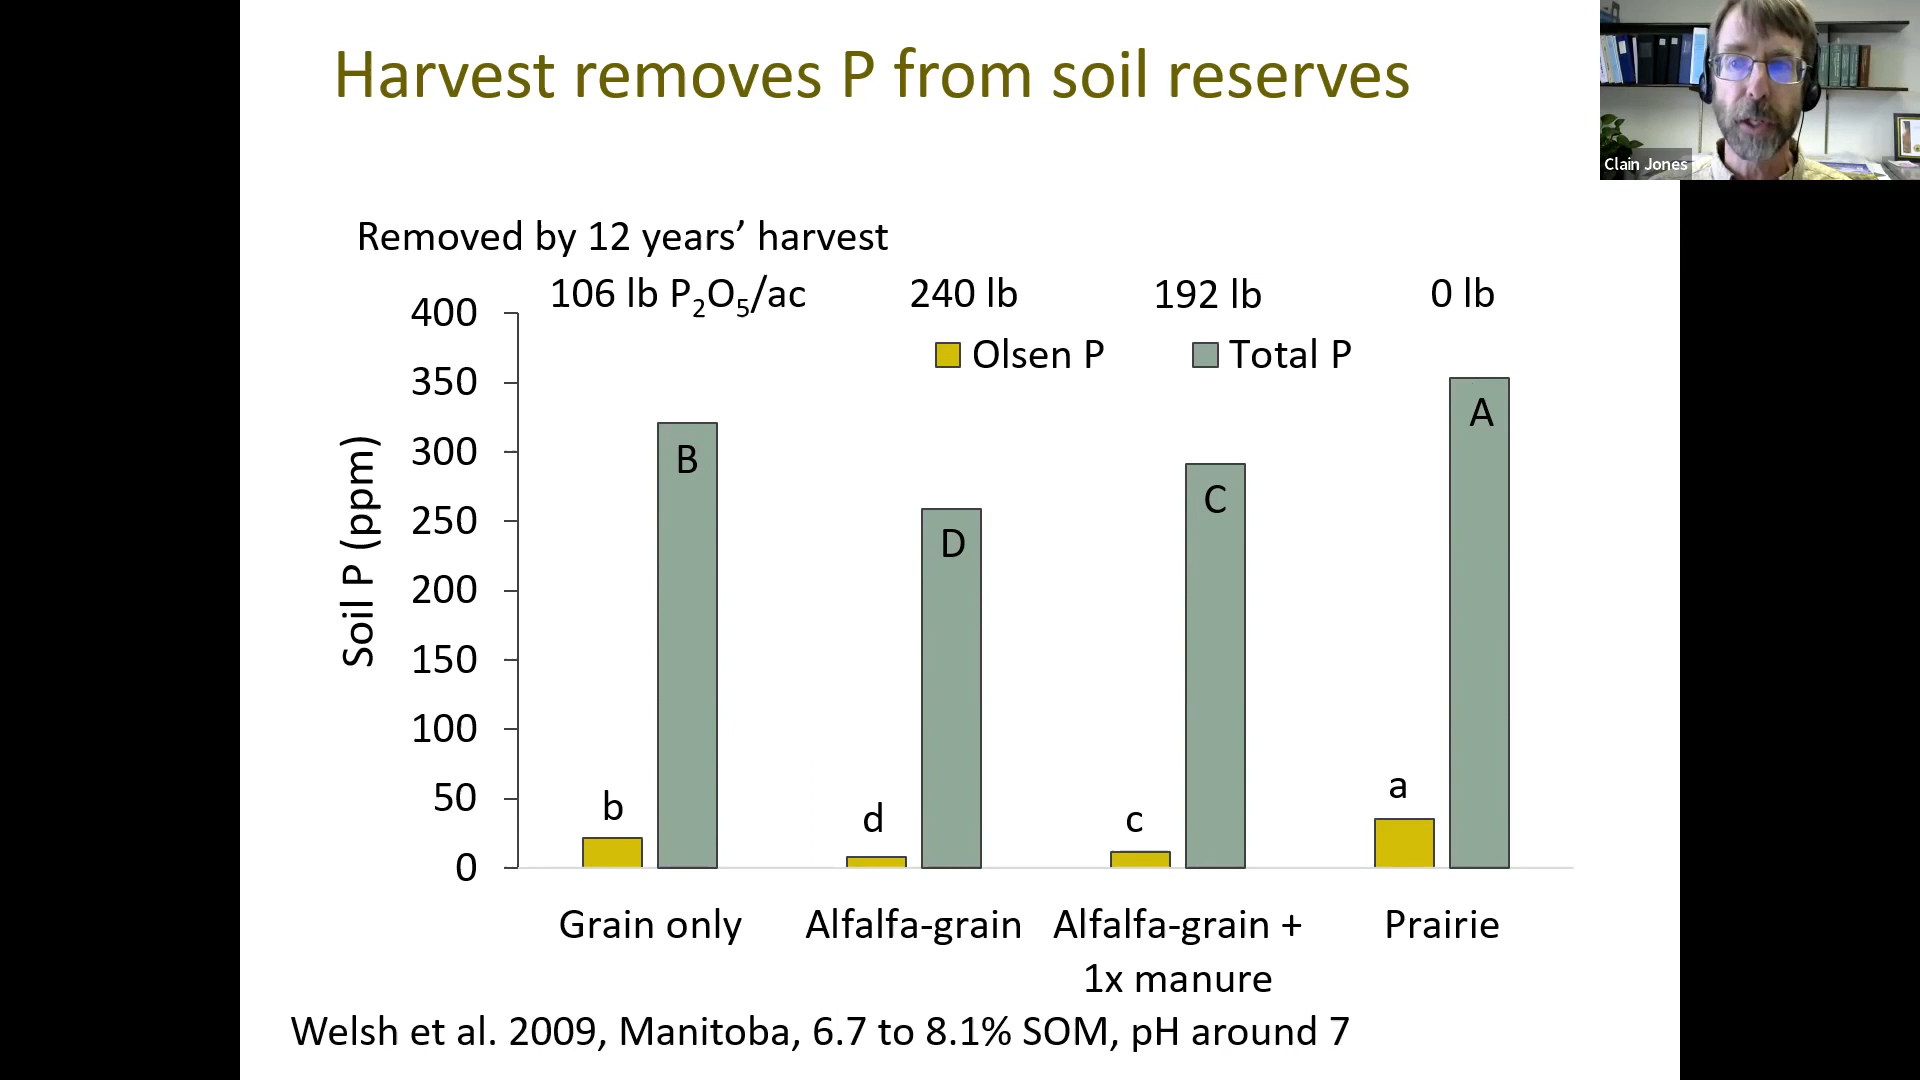 Harvest removes P from soil reserves
Clain Jones
Removed by 12 years’ harvest
106 lb P₂O₅/ac 240 lb 192 lb 0 lb
Olsen P Total P
Soil P (ppm)
400
350
300
250
200
150
100
50
0
b B d D c C a A
Grain only Alfalfa-grain Alfalfa-grain + Prairie
1x manure
Welsh et al. 2009, Manitoba, 6.7 to 8.1% SOM, pH around 7